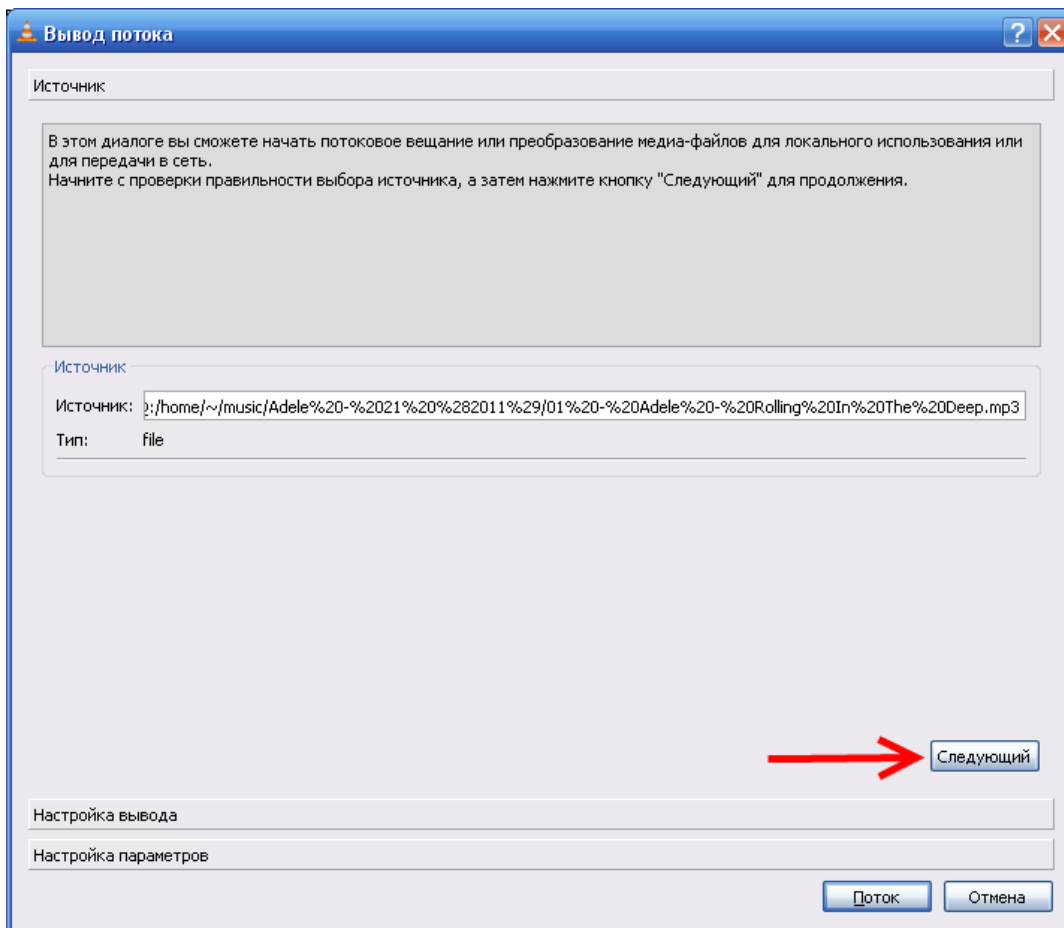 Вывод потока
Источник
В этом диалоге вы сможете начать потоковое вещание или преобразование медиа-файлов для локального использования или
для передачи в сеть.
Начните с проверки правильности выбора источника, а затем нажмите кнопку "Следующий" для продолжения.
Источник
Источник: :/home/~/music/Adele%20-%2021%20%282011%29/01%20-%20Adele%20-%20Rolling%20In%20The%20Deep.mp3
Тип: file
Следующий
Настройка вывода
Настройка параметров
Поток Отмена